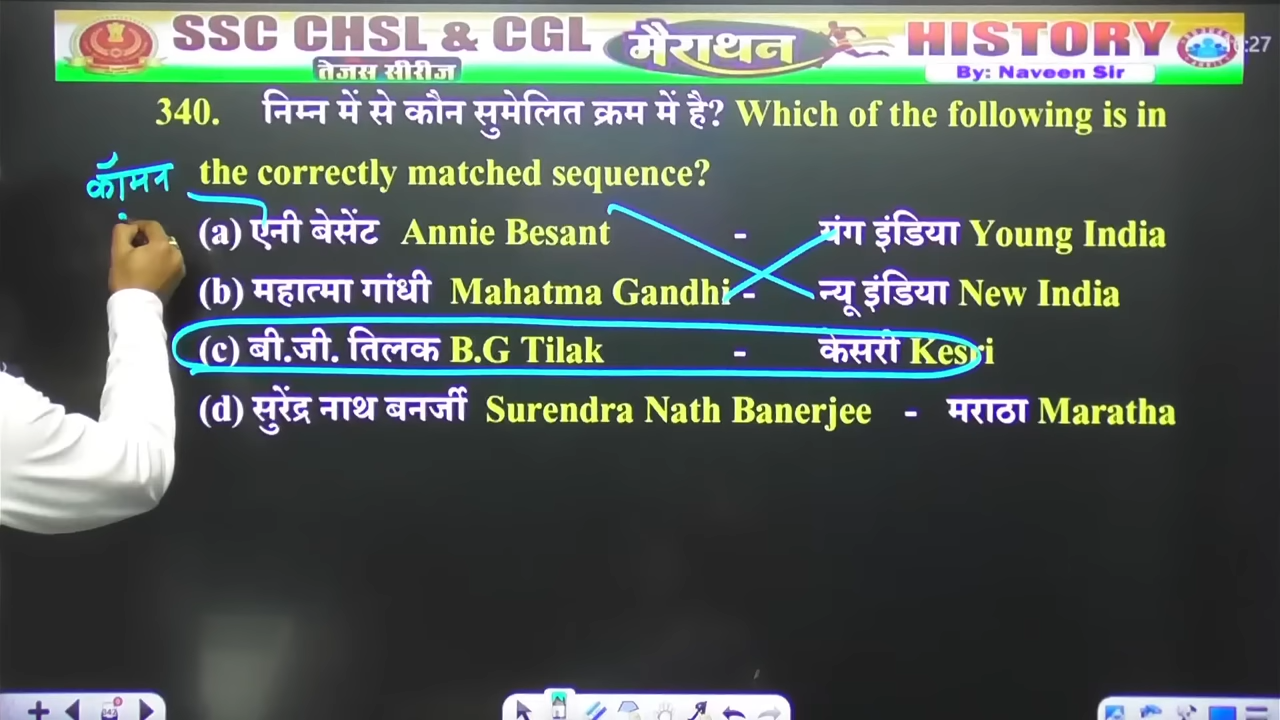 SSC CHSL & CGL मैराथन HISTORY
तेजस सीरीज By: Naveen Sir
340. निम्न में से कौन सुमेलित क्रम में है? Which of the following is in
कॉमन the correctly matched sequence?
(a) एनी बेसेंट Annie Besant - यंग इंडिया Young India
(b) महात्मा गांधी Mahatma Gandhi - न्यू इंडिया New India
(c) बी.जी. तिलक B.G Tilak - केसरी Kesri
(d) सुरेंद्र नाथ बनर्जी Surendra Nath Banerjee - मराठा Maratha